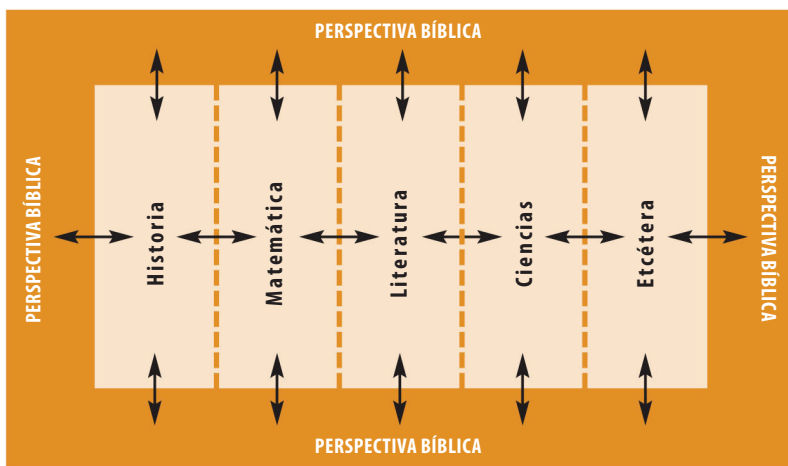 PERSPECTIVA BÍBLICA
PERSPECTIVA BÍBLICA
Historia
Matemática
Literatura
Ciencias
Etcétera
PERSPECTIVA BÍBLICA
PERSPECTIVA BÍBLICA